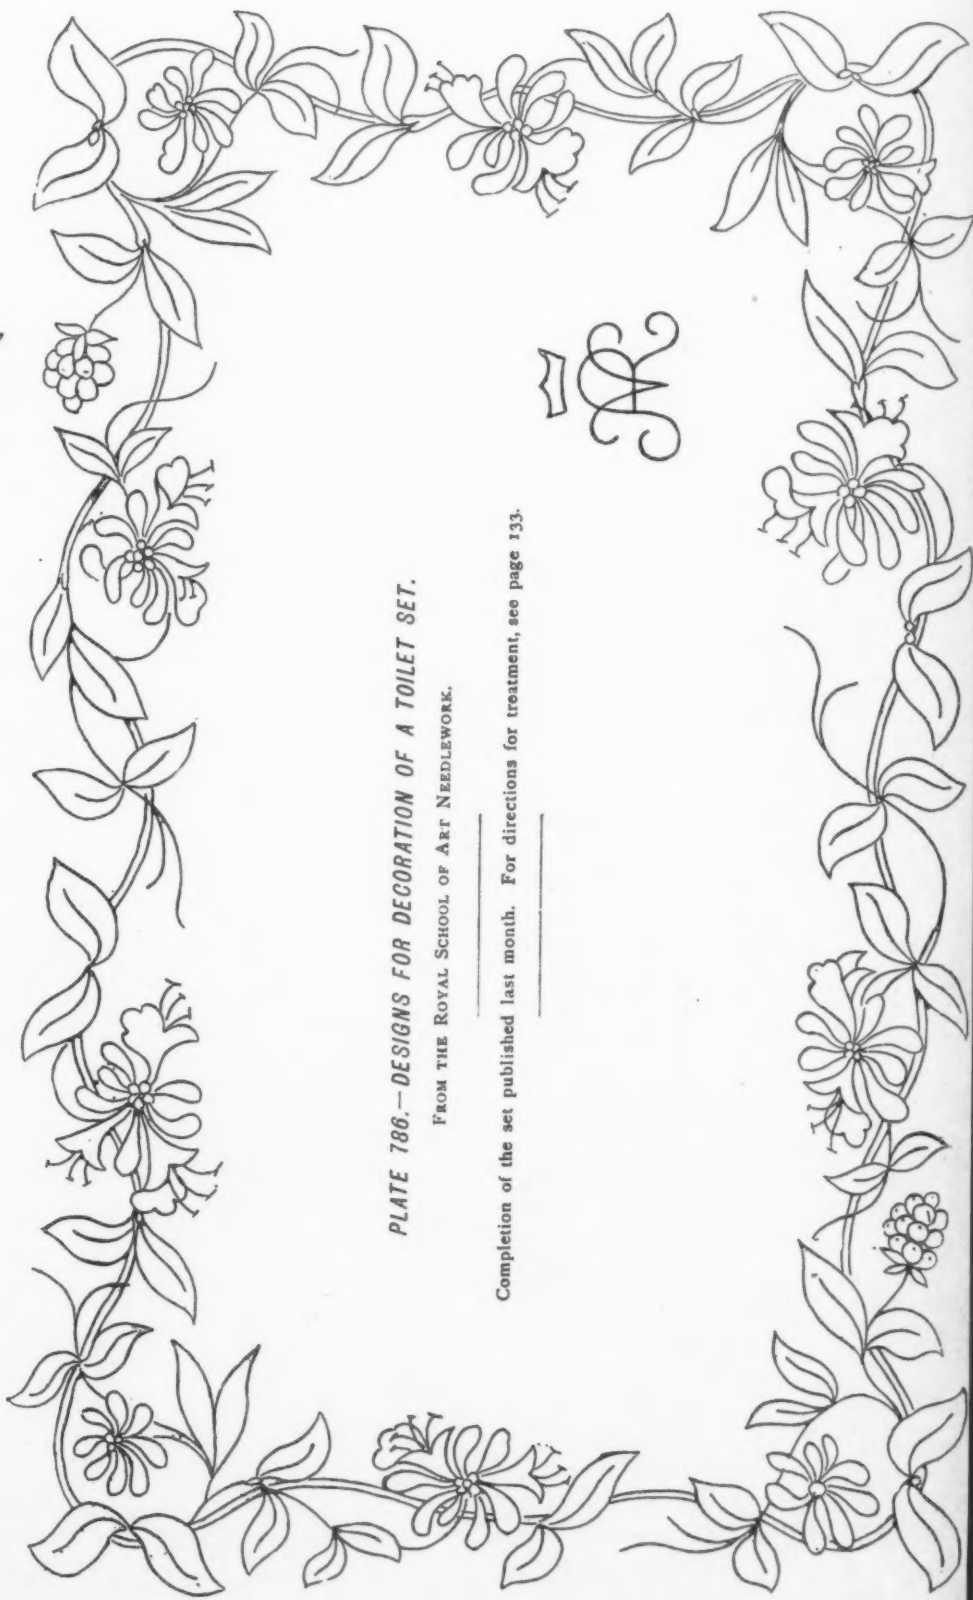 PLATE 786.—DESIGNS FOR DECORATION OF A TOILET SET.
FROM THE ROYAL SCHOOL OF ART NEEDLEWORK.
Completion of the set published last month. For directions for treatment, see page 133.